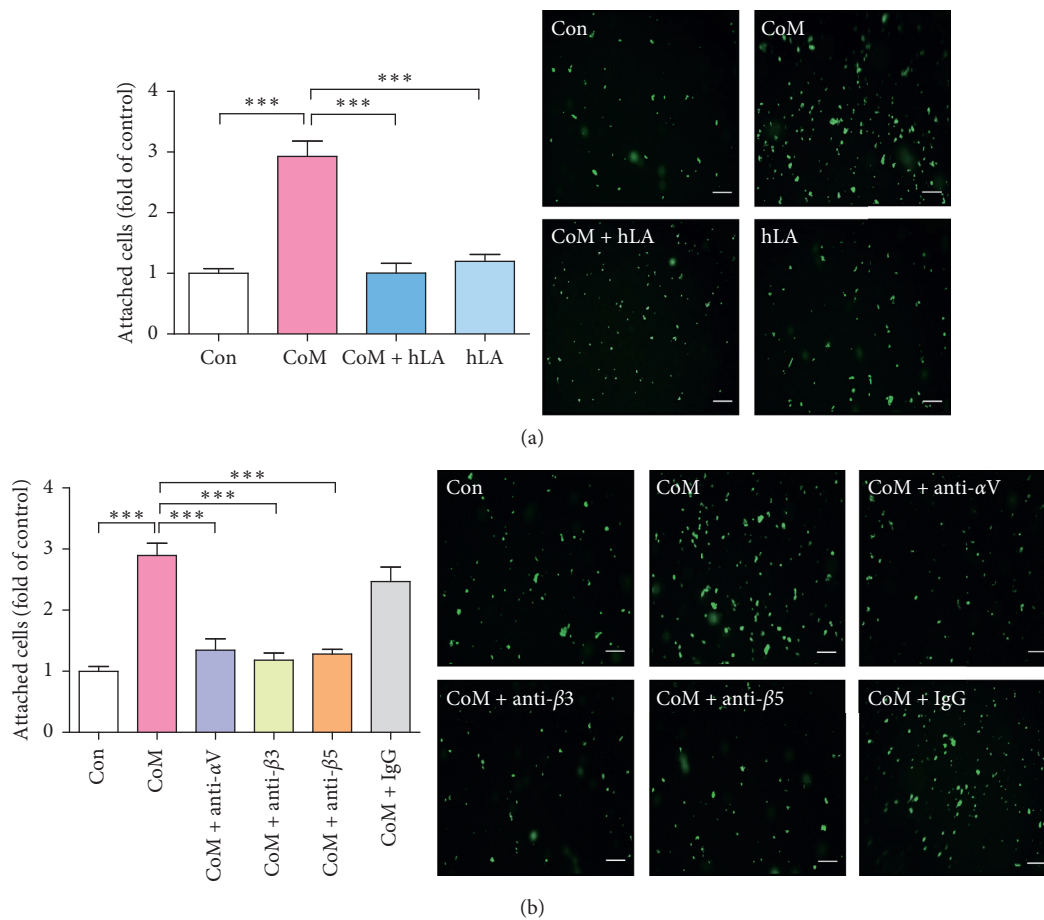 Attached cells (fold of control)
4
3
2
1
0
***
***
***
Con
CoM
CoM + hLA
hLA
Con
CoM
CoM + hLA
hLA
(a)
Attached cells (fold of control)
4
3
2
1
0
***
***
***
***
Con
CoM
CoM + anti-αV
CoM + anti-β3
CoM + anti-β5
CoM + IgG
Con
CoM
CoM + anti-αV
CoM + anti-β3
CoM + anti-β5
CoM + IgG
(b)